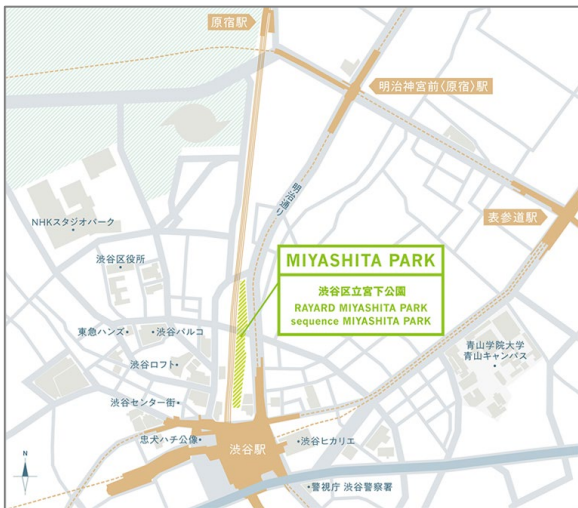 原宿駅
明治神宮前〈原宿〉駅
明治通り
NHKスタジオパーク
表参道駅
渋谷区役所
MIYASHITA PARK
渋谷区立宮下公園
RAYARD MIYASHITA PARK
sequence MIYASHITA PARK
東急ハンズ
渋谷パルコ
青山学院大学
青山キャンパス
渋谷ロフト
渋谷センター街
忠犬ハチ公像
渋谷駅
渋谷ヒカリエ
N
警視庁 渋谷警察署